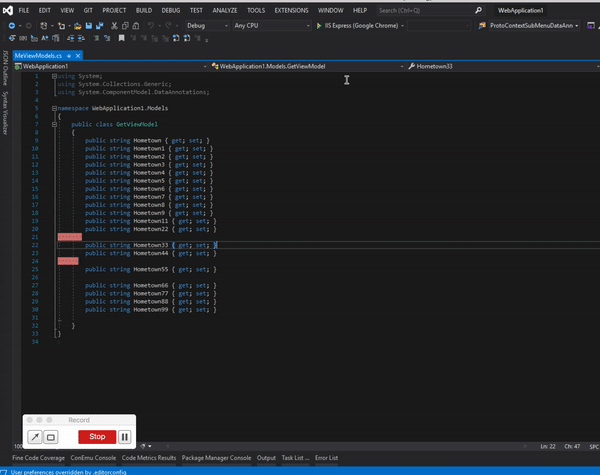 FILE EDIT VIEW PROJECT BUILD DEBUG TEST ANALYZE TOOLS EXTENSIONS WINDOW HELP Search (Ctrl+Q) WebApplication1
Debug Any CPU IIS Express (Google Chrome) ProtoContextSubMenuDataAnn
JSON Outline
Syntax Visualizer
MeViewModels.cs
WebApplication1 WebApplication1.Models.GetViewModel Hometown33
1 using System;
2 using System.Collections.Generic;
3 using System.ComponentModel.DataAnnotations;
4
5 namespace WebApplication1.Models
6 {
7 public class GetViewModel
8 {
9 public string Hometown { get; set; }
10 public string Hometown1 { get; set; }
11 public string Hometown2 { get; set; }
12 public string Hometown3 { get; set; }
13 public string Hometown4 { get; set; }
14 public string Hometown5 { get; set; }
15 public string Hometown6 { get; set; }
16 public string Hometown7 { get; set; }
17 public string Hometown8 { get; set; }
18 public string Hometown9 { get; set; }
19 public string Hometown11 { get; set; }
20 public string Hometown22 { get; set; }
21
22 public string Hometown33 { get; set; }
23 public string Hometown44 { get; set; }
24
25 public string Hometown55 { get; set; }
26
27 public string Hometown66 { get; set; }
28 public string Hometown77 { get; set; }
29 public string Hometown88 { get; set; }
30 public string Hometown99 { get; set; }
31
32 }
33 }
34
Record
Stop
100 Ln: 22 Ch: 47 SPC
Fine Code Coverage ConEmu Console Code Metrics Results Package Manager Console Output Task List ... Error List
User preferences overridden by .editorconfig